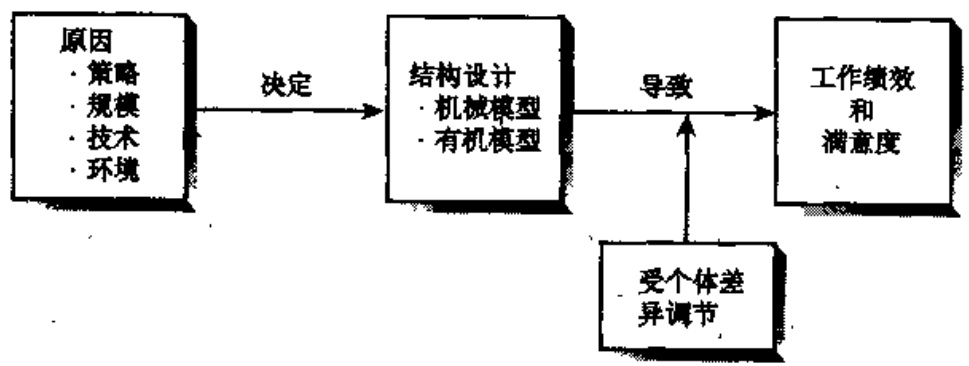 原因
· 策略
· 规模
· 技术
· 环境
决定
结构设计
· 机械模型
· 有机模型
导致
工作绩效
和
满意度
受个体差
异调节